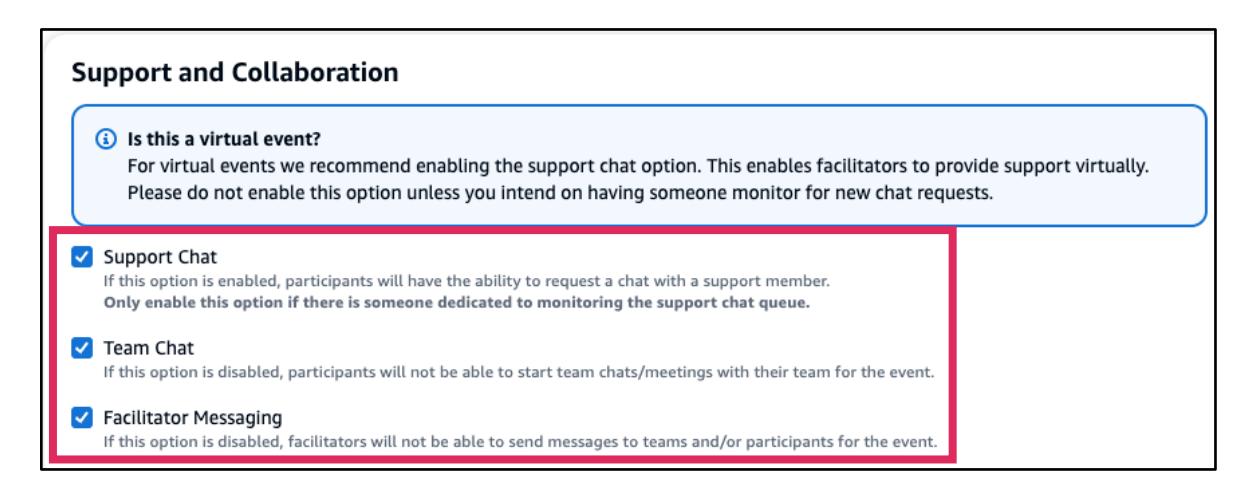 Support and Collaboration
Is this a virtual event?
For virtual events we recommend enabling the support chat option. This enables facilitators to provide support virtually.
Please do not enable this option unless you intend on having someone monitor for new chat requests.
Support Chat
If this option is enabled, participants will have the ability to request a chat with a support member.
Only enable this option if there is someone dedicated to monitoring the support chat queue.
Team Chat
If this option is disabled, participants will not be able to start team chats/meetings with their team for the event.
Facilitator Messaging
If this option is disabled, facilitators will not be able to send messages to teams and/or participants for the event.